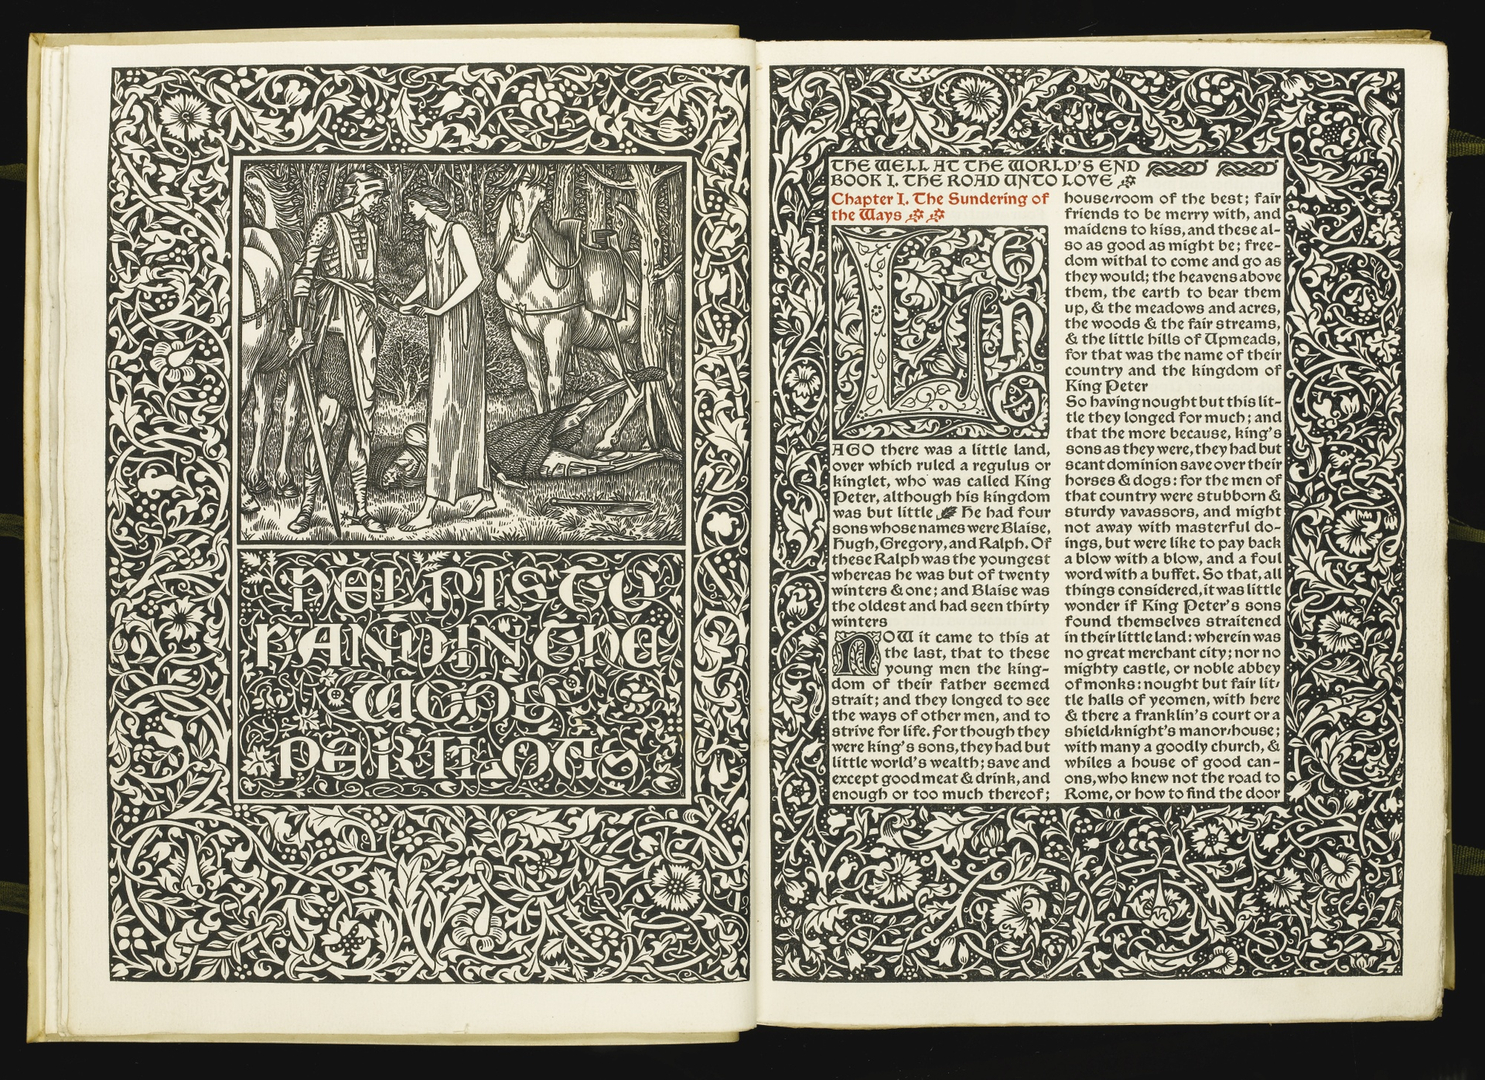 HELP IS TO
HAND IN THE
WOOD
PERILOUS
THE WELL AT THE WORLD'S END
BOOK I. THE ROAD UNTO LOVE
Chapter I. The Sundering of
the Ways
LONG
AGO there was a little land,
over which ruled a regulus or
kinglet, who was called King
Peter, although his kingdom
was but little. He had four
sons whose names were Blaise,
Hugh, Gregory, and Ralph. Of
these Ralph was the youngest
whereas he was but of twenty
winters & one; and Blaise was
the oldest and had seen thirty
winters
NOW it came to this at
the last, that to these
young men the king-
dom of their father seemed
strait; and they longed to see
the ways of other men, and to
strive for life. For though they
were king's sons, they had but
little world's wealth; save and
except good meat & drink, and
enough or too much thereof;
house-room of the best; fair
friends to be merry with, and
maidens to kiss, and these al-
so as good as might be; free-
dom withal to come and go as
they would; the heavens above
them, the earth to bear them
up, & the meadows and acres,
the woods & the fair streams,
& the little hills of Upmeads,
for that was the name of their
country and the kingdom of
King Peter
So having nought but this lit-
tle they longed for much; and
that the more because, king's
sons as they were, they had but
scant dominion save over their
horses & dogs: for the men of
that country were stubborn &
sturdy vavassors, and might
not away with masterful do-
ings, but were like to pay back
a blow with a blow, and a foul
word with a buffet. So that, all
things considered, it was little
wonder if King Peter's sons
found themselves straitened
in their little land: wherein was
no great merchant city; nor no
mighty castle, or noble abbey
of monks: nought but fair lit-
tle halls of yeomen, with here
& there a franklin's court or a
shield-knight's manor-house;
with many a goodly church, &
whiles a house of good can-
ons, who knew not the road to
Rome, or how to find the door